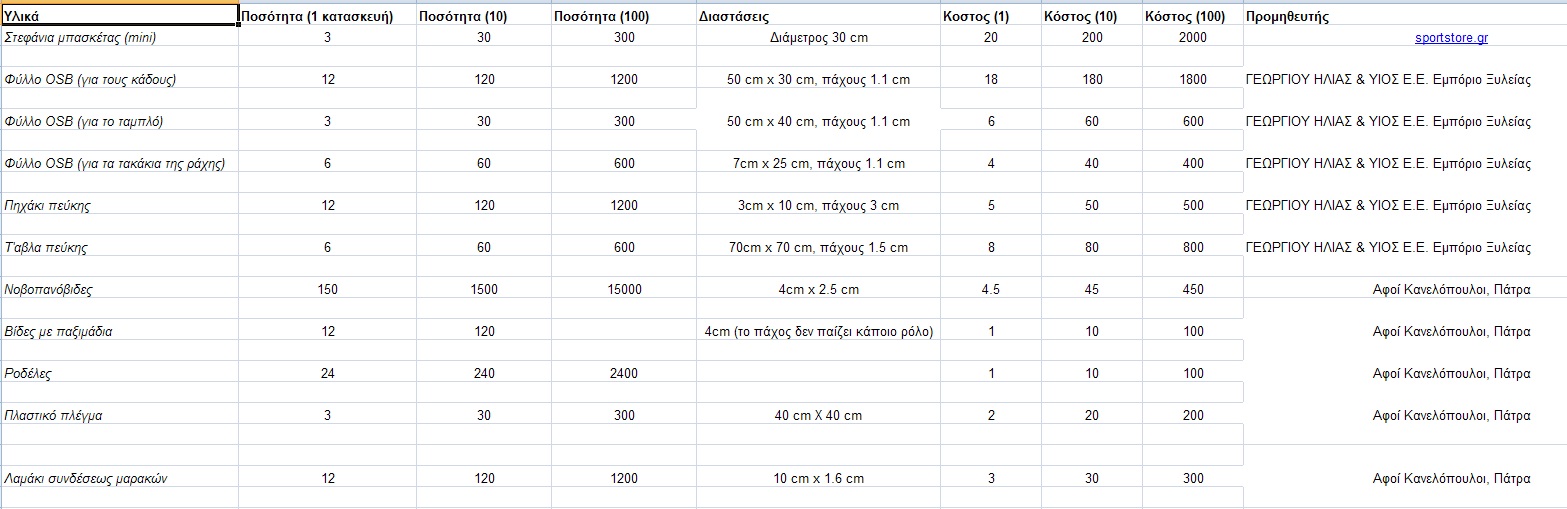 Υλικά Ποσότητα (1 κατασκευή) Ποσότητα (10) Ποσότητα (100) Διαστάσεις Κοστος (1) Κόστος (10) Κόστος (100) Προμηθευτής
Στεφάνια μπασκέτας (mini) 3 30 300 Διάμετρος 30 cm 20 200 2000 sportstore.gr
Φύλλο OSB (για τους κάδους) 12 120 1200 50 cm x 30 cm, πάχους 1.1 cm 18 180 1800 ΓΕΩΡΓΙΟΥ ΗΛΙΑΣ & ΥΙΟΣ Ε.Ε. Εμπόριο Ξυλείας
Φύλλο OSB (για το ταμπλό) 3 30 300 50 cm x 40 cm, πάχους 1.1 cm 6 60 600 ΓΕΩΡΓΙΟΥ ΗΛΙΑΣ & ΥΙΟΣ Ε.Ε. Εμπόριο Ξυλείας
Φύλλο OSB (για τα τακάκια της ράχης) 6 60 600 7cm x 25 cm, πάχους 1.1 cm 4 40 400 ΓΕΩΡΓΙΟΥ ΗΛΙΑΣ & ΥΙΟΣ Ε.Ε. Εμπόριο Ξυλείας
Πηχάκι πεύκης 12 120 1200 3cm x 10 cm, πάχους 3 cm 5 50 500 ΓΕΩΡΓΙΟΥ ΗΛΙΑΣ & ΥΙΟΣ Ε.Ε. Εμπόριο Ξυλείας
Τ'αβλα πεύκης 6 60 600 70cm x 70 cm, πάχους 1.5 cm 8 80 800 ΓΕΩΡΓΙΟΥ ΗΛΙΑΣ & ΥΙΟΣ Ε.Ε. Εμπόριο Ξυλείας
Νοβοπανόβιδες 150 1500 15000 4cm x 2.5 cm 4.5 45 450 Αφοί Κανελόπουλοι, Πάτρα
Βίδες με παξιμάδια 12 120 4cm (το πάχος δεν παίζει κάποιο ρόλο) 1 10 100 Αφοί Κανελόπουλοι, Πάτρα
Ροδέλες 24 240 2400 1 10 100 Αφοί Κανελόπουλοι, Πάτρα
Πλαστικό πλέγμα 3 30 300 40 cm X 40 cm 2 20 200 Αφοί Κανελόπουλοι, Πάτρα
Λαμάκι συνδέσεως μαρακών 12 120 1200 10 cm x 1.6 cm 3 30 300 Αφοί Κανελόπουλοι, Πάτρα